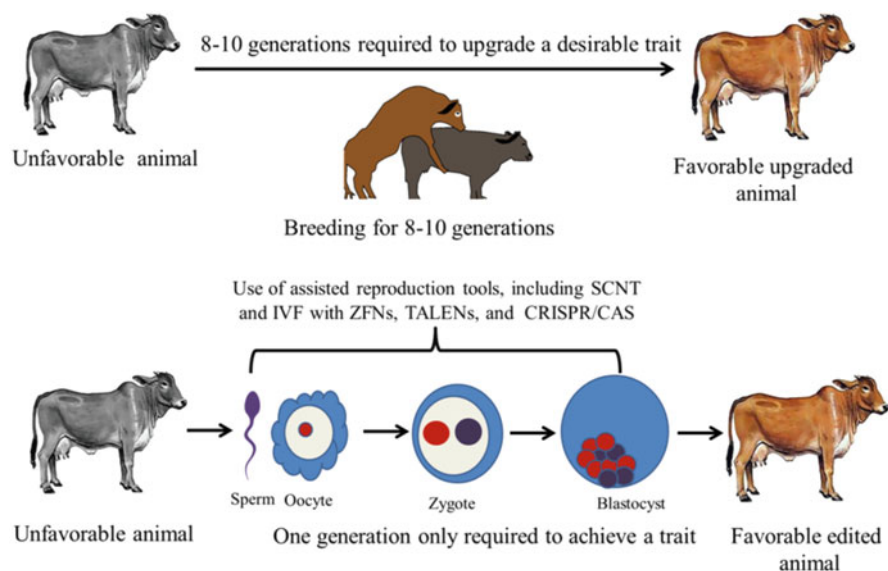 8-10 generations required to upgrade a desirable trait
Unfavorable animal
Favorable upgraded
animal
Breeding for 8-10 generations
Use of assisted reproduction tools, including SCNT
and IVF with ZFNs, TALENs, and CRISPR/CAS
Sperm
Oocyte
Zygote
Blastocyst
Unfavorable animal
One generation only required to achieve a trait
Favorable edited
animal